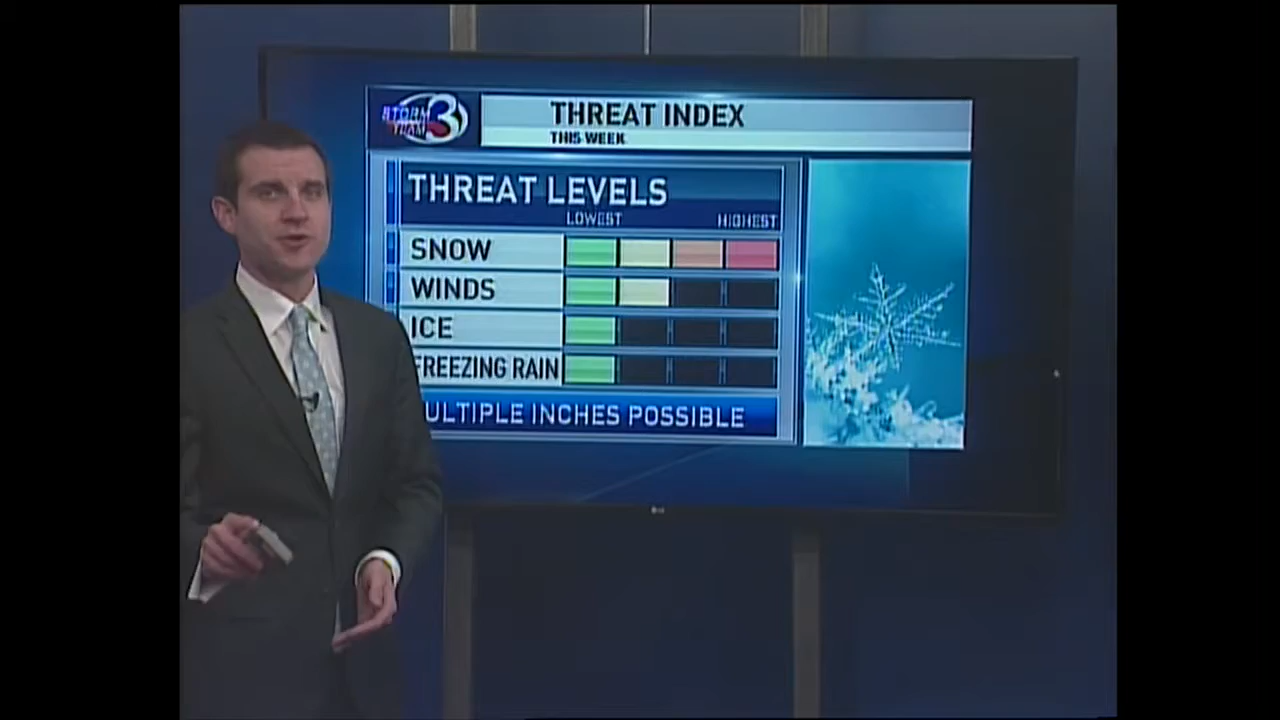 STORM
TEAM
3
THREAT INDEX
THIS WEEK
THREAT LEVELS
LOWEST HIGHEST
SNOW
WINDS
ICE
FREEZING RAIN
ULTIPLE INCHES POSSIBLE
LG